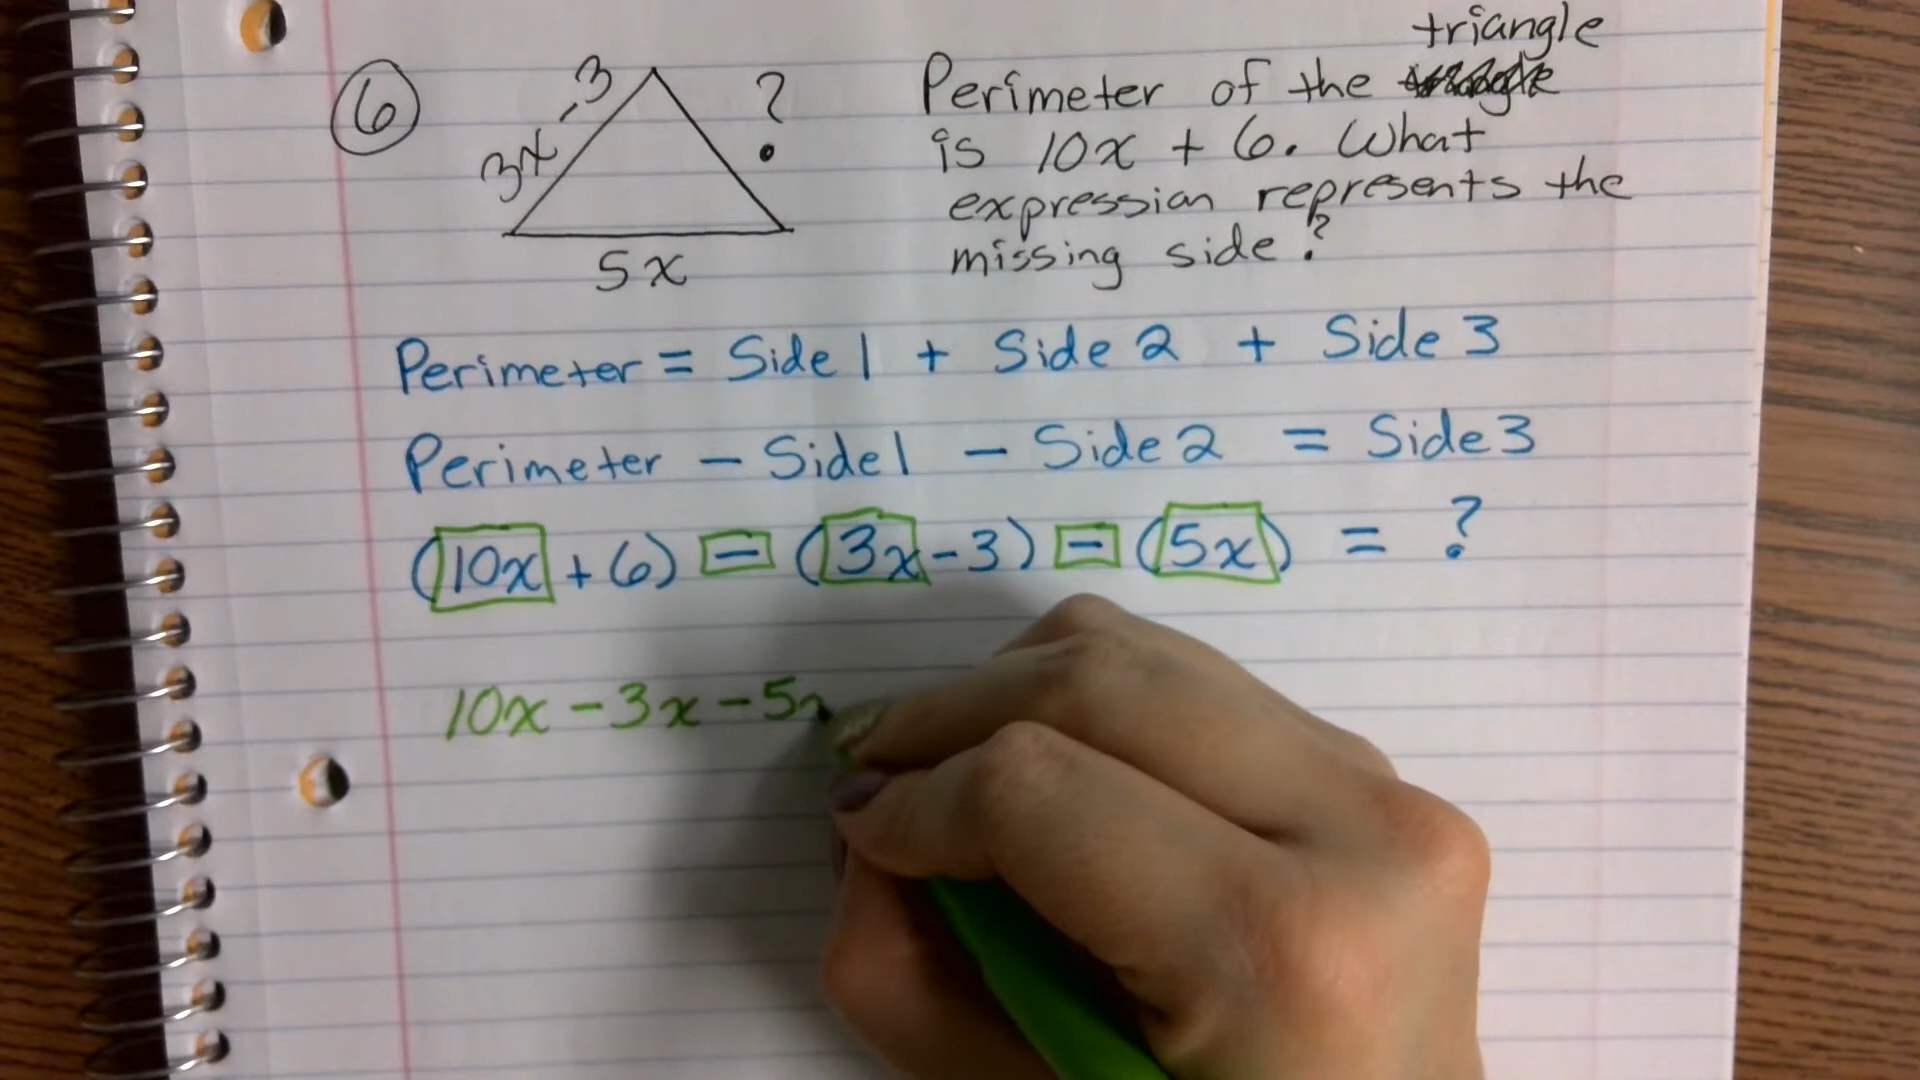 6
3x - 3
?
5x
triangle
Perimeter of the
is 10x + 6. What
expression represents the
missing side?
Perimeter = Side 1 + Side 2 + Side 3
Perimeter - Side 1 - Side 2 = Side 3
(10x + 6) - (3x - 3) - (5x) = ?
10x - 3x - 5x